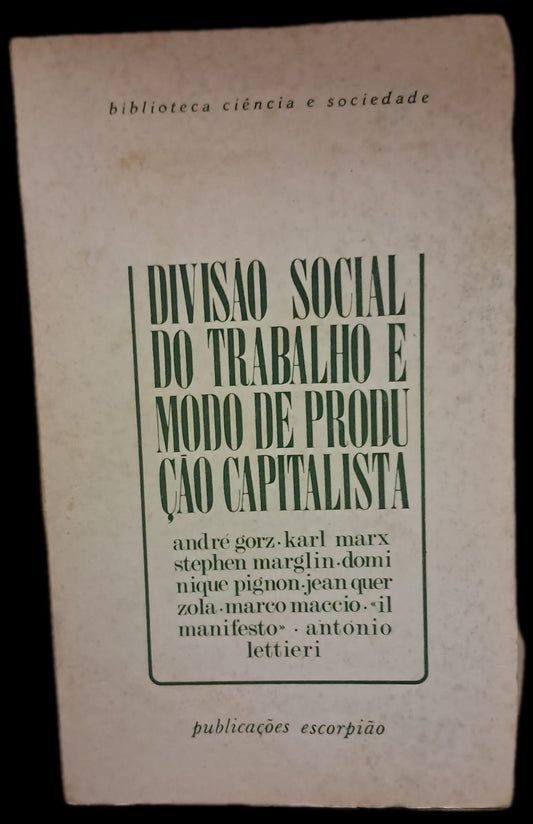 biblioteca ciência e sociedade
DIVISÃO SOCIAL
DO TRABALHO E
MODO DE PRODU
ÇÃO CAPITALISTA
andré gorz · karl marx
stephen marglin · domi
nique pignon · jean quer
zola · marco maccio · «il
manifesto» · antónio
lettieri
publicações escorpião